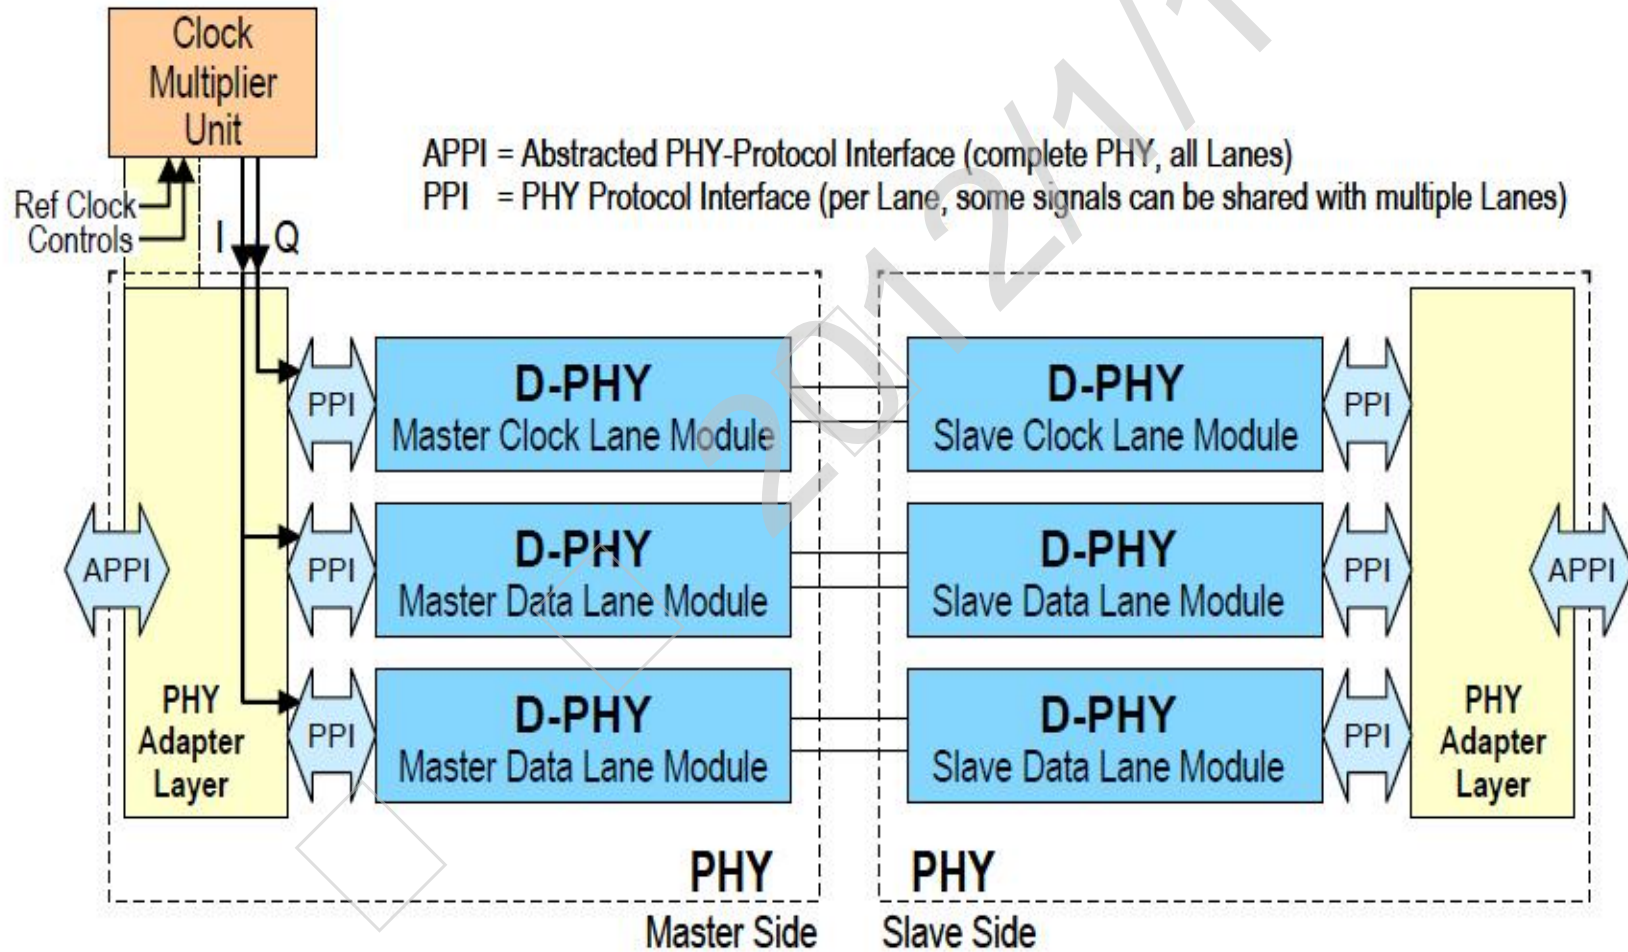 Clock
Multiplier
Unit
APPI = Abstracted PHY-Protocol Interface (complete PHY, all Lanes)
PPI = PHY Protocol Interface (per Lane, some signals can be shared with multiple Lanes)
Ref Clock
Controls
I Q
PPI
D-PHY
Master Clock Lane Module
D-PHY
Slave Clock Lane Module
PPI
APPI
PPI
D-PHY
Master Data Lane Module
D-PHY
Slave Data Lane Module
PPI
APPI
PHY
Adapter
Layer
PPI
D-PHY
Master Data Lane Module
D-PHY
Slave Data Lane Module
PPI
PHY
Adapter
Layer
PHY
Master Side
PHY
Slave Side
2012/1/1